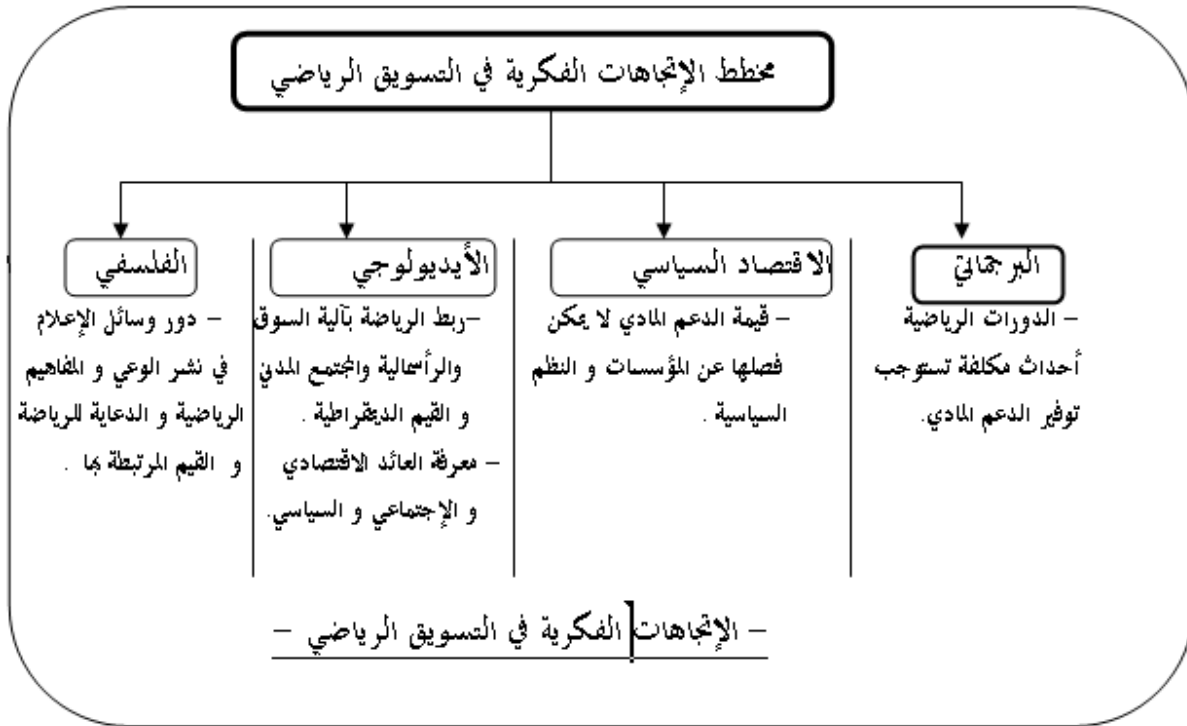 مخطط الإتجاهات الفكرية في التسويق الرياضي
البرجماتي
– الدورات الرياضية
أحداث مكلفة تستوجب
توفير الدعم المادي.
الاقتصاد السياسي
– قيمة الدعم المادي لا يمكن
فصلها عن المؤسسات و النظم
السياسية .
الأيديولوجي
–ربط الرياضة بآلية السوق
والرأسمالية والمجتمع المدني
و القيم الديمقراطية .
– معرفة العائد الاقتصادي
و الإجتماعي و السياسي.
الفلسفي
– دور وسائل الإعلام
في نشر الوعي و المفاهيم
الرياضية و الدعاية للرياضة
و القيم المرتبطة بها .
– الإتجاهات الفكرية في التسويق الرياضي –